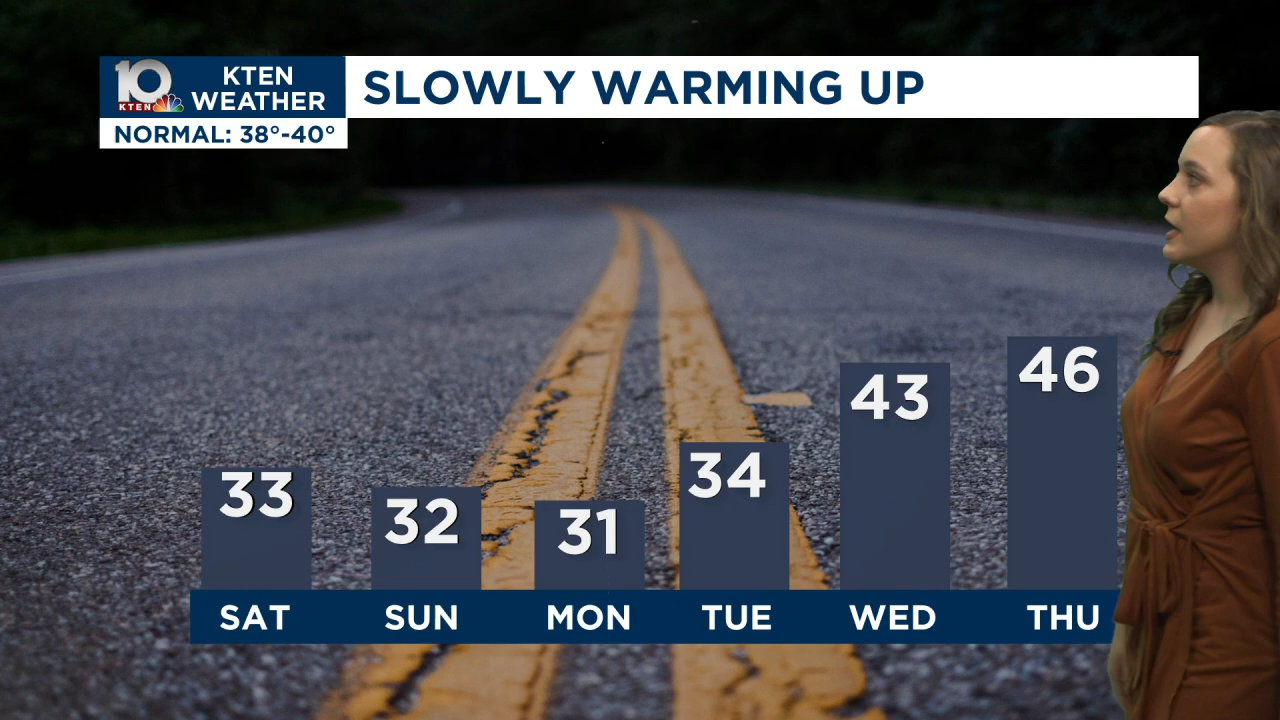 10
KTEN
KTEN
WEATHER
NORMAL: 38°-40°
SLOWLY WARMING UP
33
32
31
34
43
46
SAT
SUN
MON
TUE
WED
THU